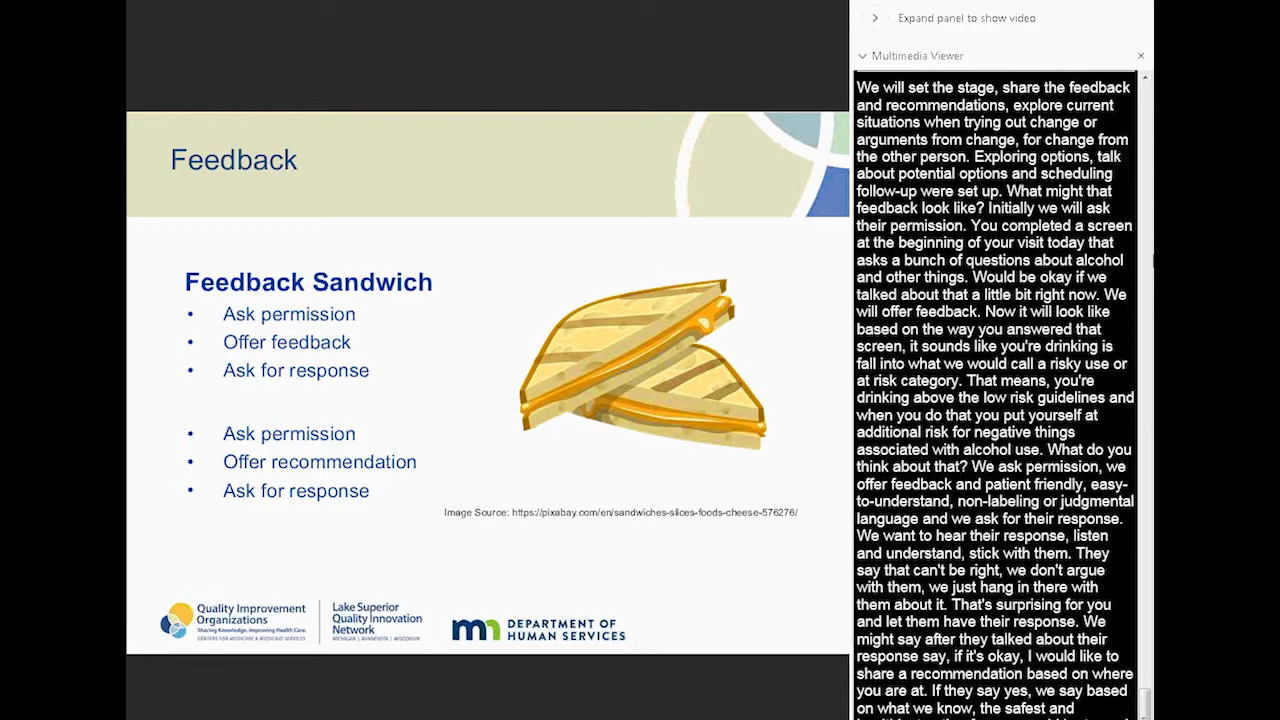 Feedback
Feedback Sandwich
• Ask permission
• Offer feedback
• Ask for response
• Ask permission
• Offer recommendation
• Ask for response
Image Source: https://pixabay.com/en/sandwiches-slices-foods-cheese-576276/
Quality Improvement
Organizations
Sharing Knowledge. Improving Health Care.
CENTERS FOR MEDICARE & MEDICAID SERVICES
Lake Superior
Quality Innovation
Network
MICHIGAN | MINNESOTA | WISCONSIN
mn DEPARTMENT OF
HUMAN SERVICES
Expand panel to show video
Multimedia Viewer
We will set the stage, share the feedback
and recommendations, explore current
situations when trying out change or
arguments from change, for change from
the other person. Exploring options, talk
about potential options and scheduling
follow-up were set up. What might that
feedback look like? Initially we will ask
their permission. You completed a screen
at the beginning of your visit today that
asks a bunch of questions about alcohol
and other things. Would be okay if we
talked about that a little bit right now. We
will offer feedback. Now it will look like
based on the way you answered that
screen, it sounds like you're drinking is
fall into what we would call a risky use or
at risk category. That means, you're
drinking above the low risk guidelines and
when you do that you put yourself at
additional risk for negative things
associated with alcohol use. What do you
think about that? We ask permission, we
offer feedback and patient friendly, easy-
to-understand, non-labeling or judgmental
language and we ask for their response.
We want to hear their response, listen
and understand, stick with them. They
say that can't be right, we don't argue
with them, we just hang in there with
them about it. That's surprising for you
and let them have their response. We
might say after they talked about their
response say, if it's okay, I would like to
share a recommendation based on where
you are at. If they say yes, we say based
on what we know, the safest and